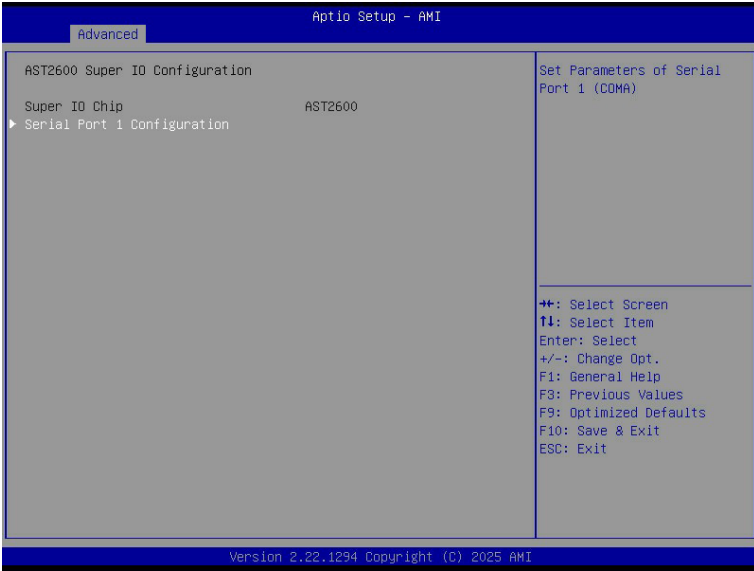 Aptio Setup – AMI
Advanced
AST2600 Super IO Configuration
Super IO Chip AST2600
▶ Serial Port 1 Configuration
Set Parameters of Serial
Port 1 (COMA)
→←: Select Screen
↑↓: Select Item
Enter: Select
+/-: Change Opt.
F1: General Help
F3: Previous Values
F9: Optimized Defaults
F10: Save & Exit
ESC: Exit
Version 2.22.1294 Copyright (C) 2025 AMI